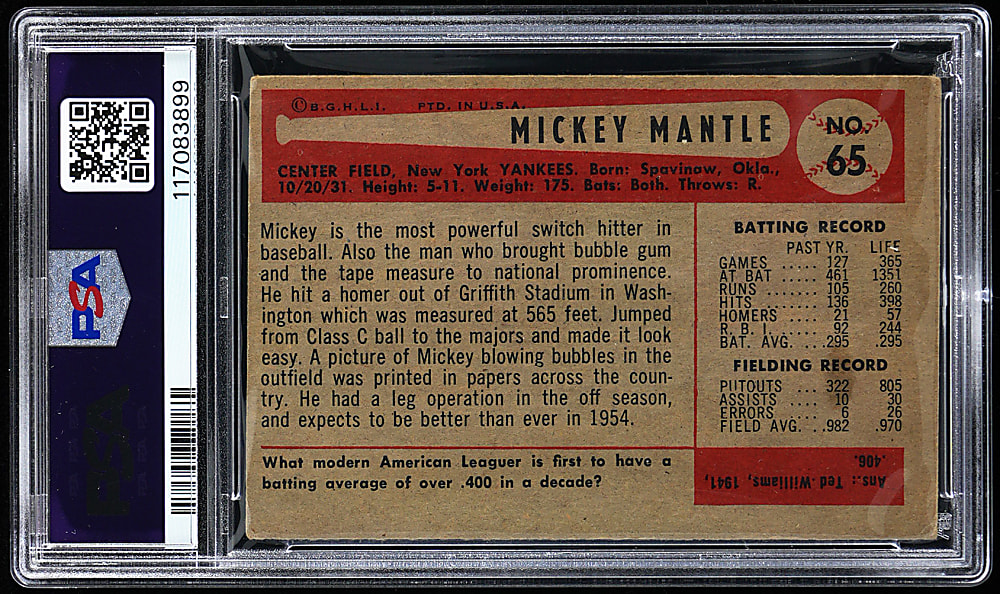 117083899
PSA
PSA
© B.G.H.L.I. PTD. IN U.S.A.
MICKEY MANTLE
NO.
65
CENTER FIELD, New York YANKEES. Born: Spavinaw, Okla.,
10/20/31. Height: 5-11. Weight: 175. Bats: Both. Throws: R.
Mickey is the most powerful switch hitter in
baseball. Also the man who brought bubble gum
and the tape measure to national prominence.
He hit a homer out of Griffith Stadium in Wash-
ington which was measured at 565 feet. Jumped
from Class C ball to the majors and made it look
easy. A picture of Mickey blowing bubbles in the
outfield was printed in papers across the coun-
try. He had a leg operation in the off season,
and expects to be better than ever in 1954.
What modern American Leaguer is first to have a
batting average of over .400 in a decade?
BATTING RECORD
PAST YR. LIFE
GAMES ..... 127 365
AT BAT .... 461 1351
RUNS ..... 105 260
HITS ...... 136 398
HOMERS .... 21 57
R. B. I. ..... 92 244
BAT. AVG. .. .295 .295
FIELDING RECORD
PUTOUTS ... 322 805
ASSISTS .... 10 30
ERRORS .... 6 26
FIELD AVG. . .982 .970
Ans.: Ted Williams, 1941,
.406.